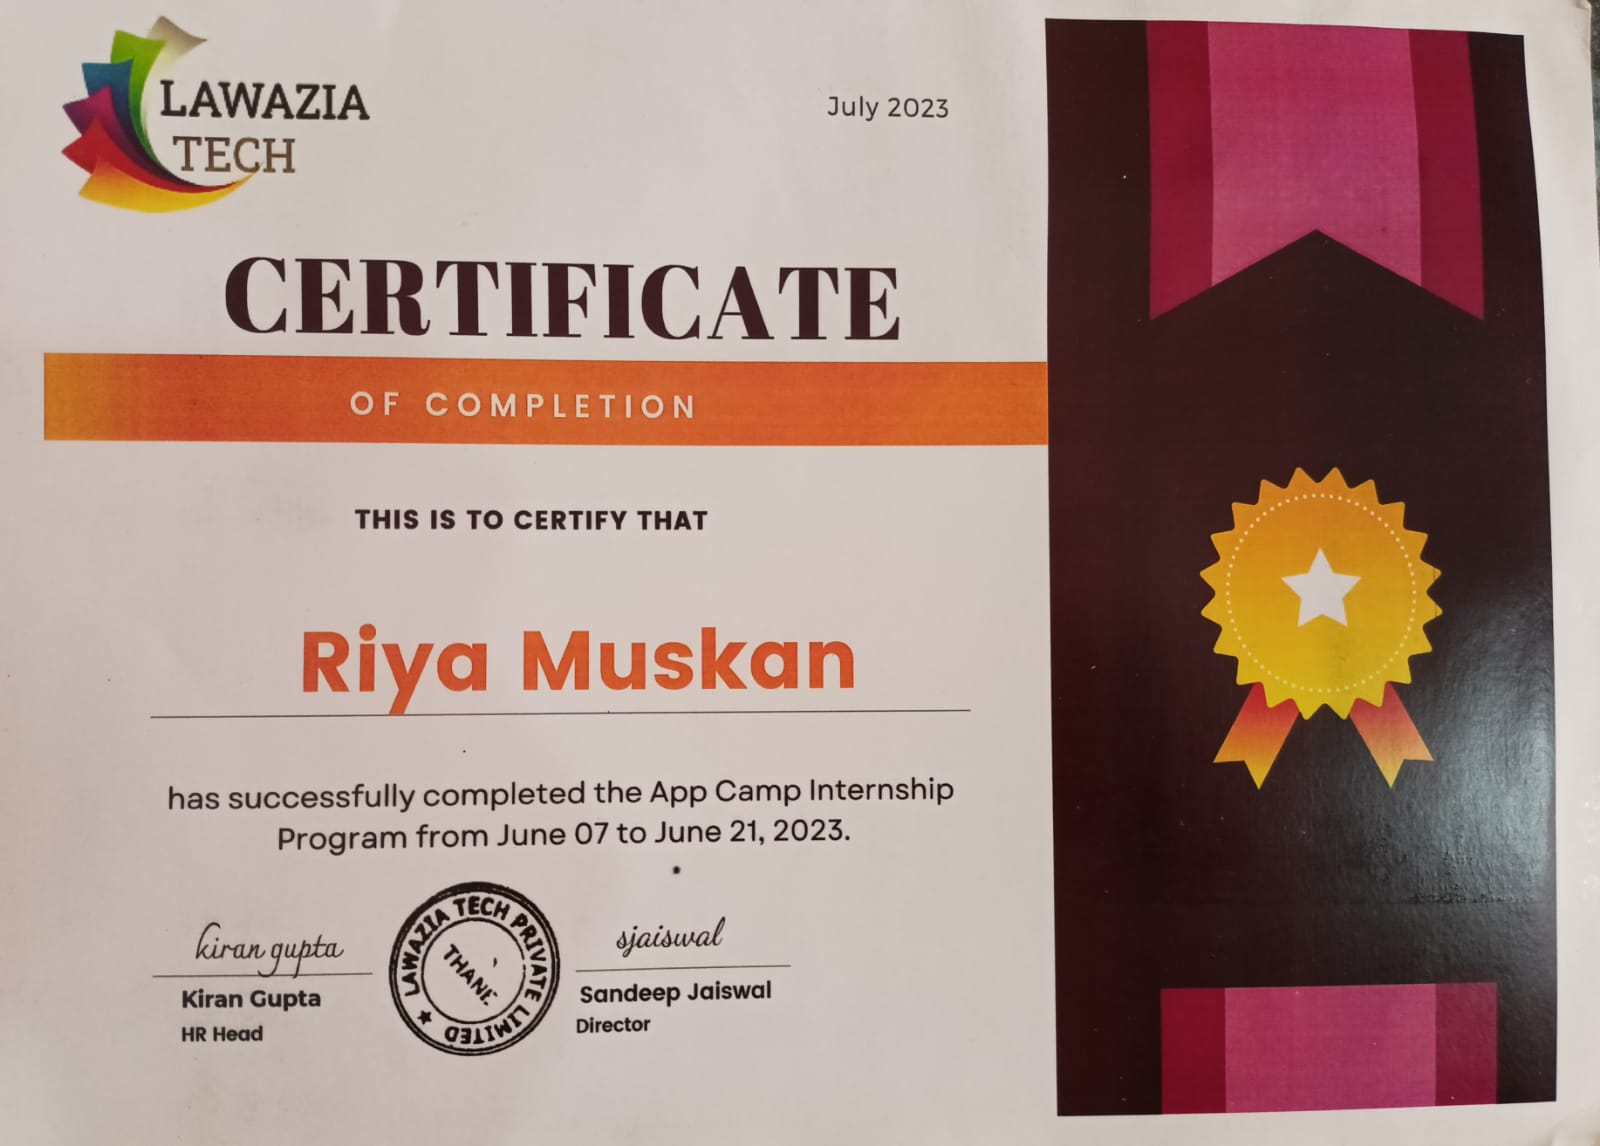 LAWAZIA
TECH
July 2023
CERTIFICATE
OF COMPLETION
THIS IS TO CERTIFY THAT
Riya Muskan
has successfully completed the App Camp Internship
Program from June 07 to June 21, 2023.
kiran gupta
Kiran Gupta
HR Head
LAWAZIA TECH PRIVATE LIMITED ★
THANE
sjaiswal
Sandeep Jaiswal
Director